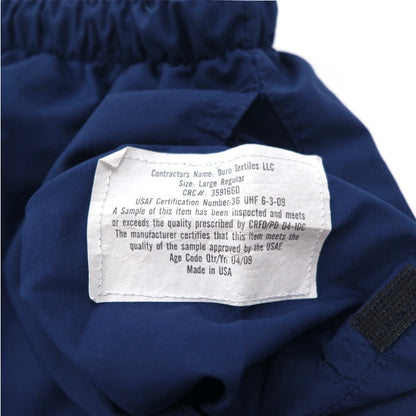 Contractors Name: Duro Textiles LLC
Size: Large Regular
CRC#: 3591660
USAF Certification Number:36 UHF 6-3-09
A Sample of this item has been inspected and meets
or exceeds the quality prescribed by CRFD/PD 04-10C
The manufacturer certifies that this item meets the
quality of the sample approved by the USAF.
Age Code Qtr/Yr: 04/09
Made in USA